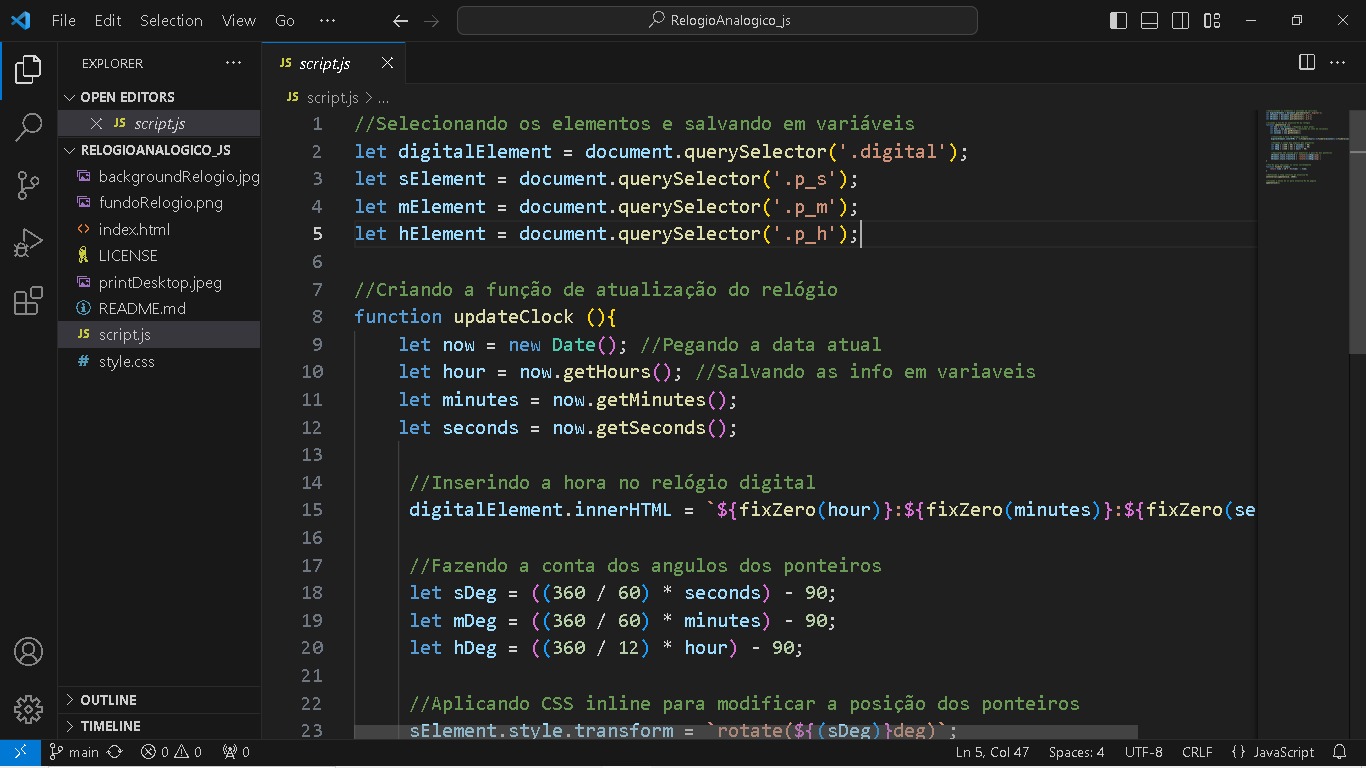 File Edit Selection View Go ··· RelogioAnalogico_js
EXPLORER ···
OPEN EDITORS
JS script.js
RELOGIOANALOGICO_JS
backgroundRelogio.jpg
fundoRelogio.png
index.html
LICENSE
printDesktop.jpeg
README.md
JS script.js
# style.css
OUTLINE
TIMELINE
JS script.js
JS script.js > ...
1 //Selecionando os elementos e salvando em variáveis
2 let digitalElement = document.querySelector('.digital');
3 let sElement = document.querySelector('.p_s');
4 let mElement = document.querySelector('.p_m');
5 let hElement = document.querySelector('.p_h');
6
7 //Criando a função de atualização do relógio
8 function updateClock (){
9 let now = new Date(); //Pegando a data atual
10 let hour = now.getHours(); //Salvando as info em variaveis
11 let minutes = now.getMinutes();
12 let seconds = now.getSeconds();
13
14 //Inserindo a hora no relógio digital
15 digitalElement.innerHTML = `${fixZero(hour)}:${fixZero(minutes)}:${fixZero(se
16
17 //Fazendo a conta dos angulos dos ponteiros
18 let sDeg = ((360 / 60) * seconds) - 90;
19 let mDeg = ((360 / 60) * minutes) - 90;
20 let hDeg = ((360 / 12) * hour) - 90;
21
22 //Aplicando CSS inline para modificar a posição dos ponteiros
23 sElement.style.transform = `rotate(${(sDeg)}deg)`;
main 0 0 0 Ln 5, Col 47 Spaces: 4 UTF-8 CRLF {} JavaScript